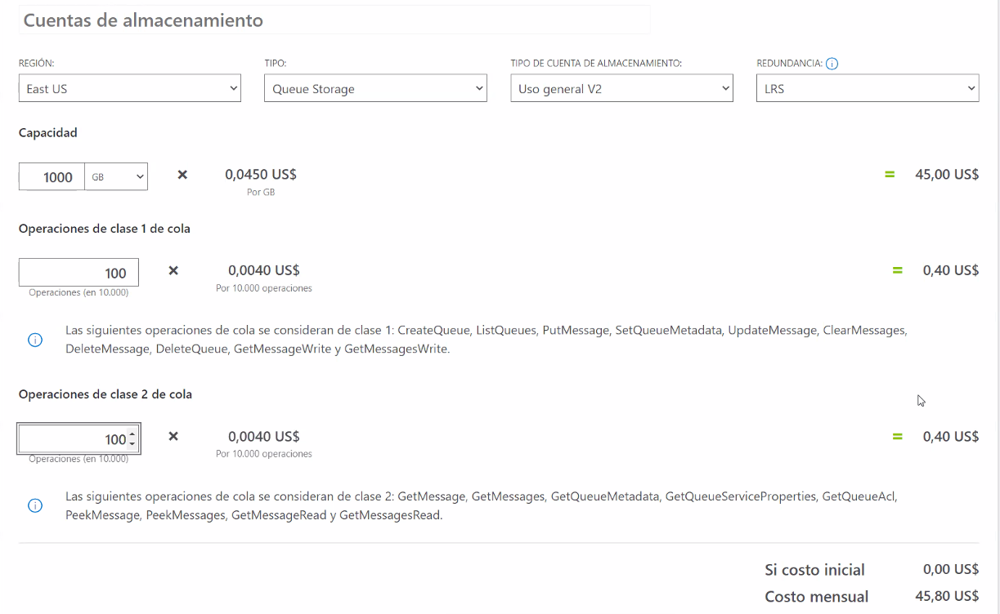 Cuentas de almacenamiento
REGIÓN: TIPO: TIPO DE CUENTA DE ALMACENAMIENTO: REDUNDANCIA:
East US Queue Storage Uso general V2 LRS
Capacidad
1000 GB × 0,0450 US$ = 45,00 US$
Por GB
Operaciones de clase 1 de cola
100 × 0,0040 US$ = 0,40 US$
Operaciones (en 10.000) Por 10.000 operaciones
Las siguientes operaciones de cola se consideran de clase 1: CreateQueue, ListQueues, PutMessage, SetQueueMetadata, UpdateMessage, ClearMessages,
DeleteMessage, DeleteQueue, GetMessageWrite y GetMessagesWrite.
Operaciones de clase 2 de cola
100 × 0,0040 US$ = 0,40 US$
Operaciones (en 10.000) Por 10.000 operaciones
Las siguientes operaciones de cola se consideran de clase 2: GetMessage, GetMessages, GetQueueMetadata, GetQueueServiceProperties, GetQueueAcl,
PeekMessage, PeekMessages, GetMessageRead y GetMessagesRead.
Si costo inicial 0,00 US$
Costo mensual 45,80 US$